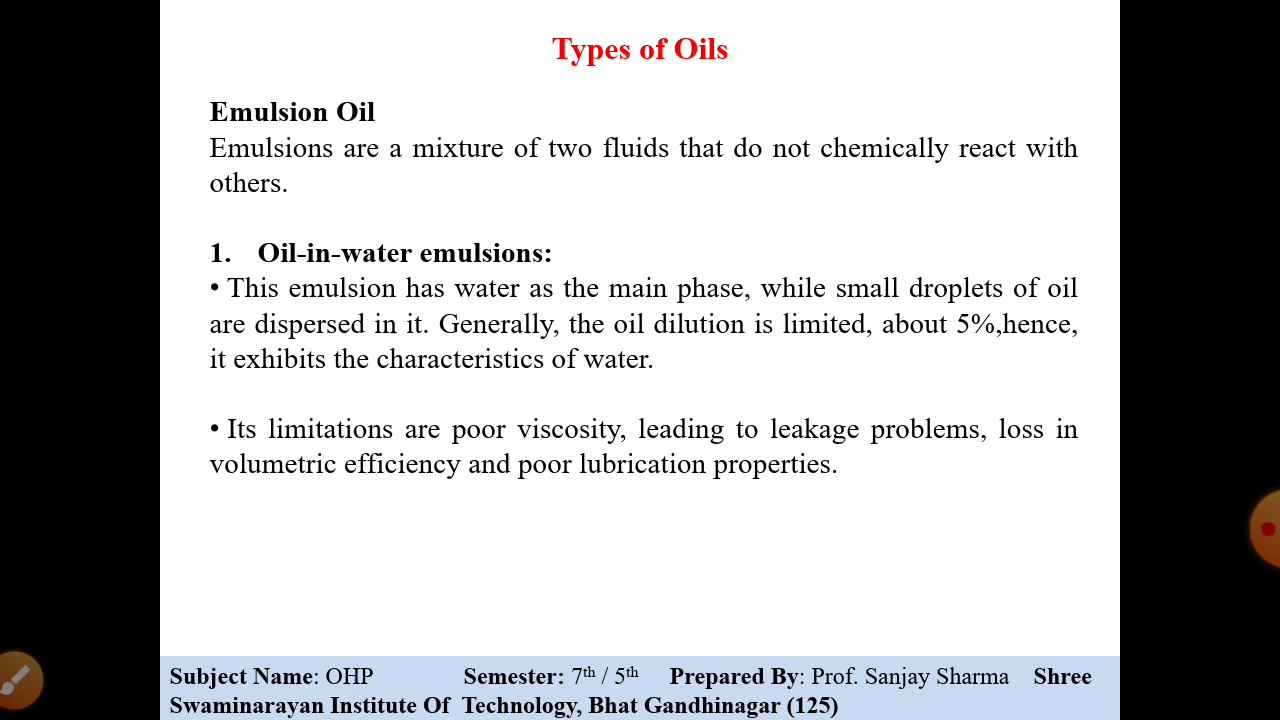 Types of Oils
Emulsion Oil
Emulsions are a mixture of two fluids that do not chemically react with
others.
1. Oil-in-water emulsions:
• This emulsion has water as the main phase, while small droplets of oil
are dispersed in it. Generally, the oil dilution is limited, about 5%,hence,
it exhibits the characteristics of water.
• Its limitations are poor viscosity, leading to leakage problems, loss in
volumetric efficiency and poor lubrication properties.
Subject Name: OHP Semester: 7th / 5th Prepared By: Prof. Sanjay Sharma Shree
Swaminarayan Institute Of Technology, Bhat Gandhinagar (125)